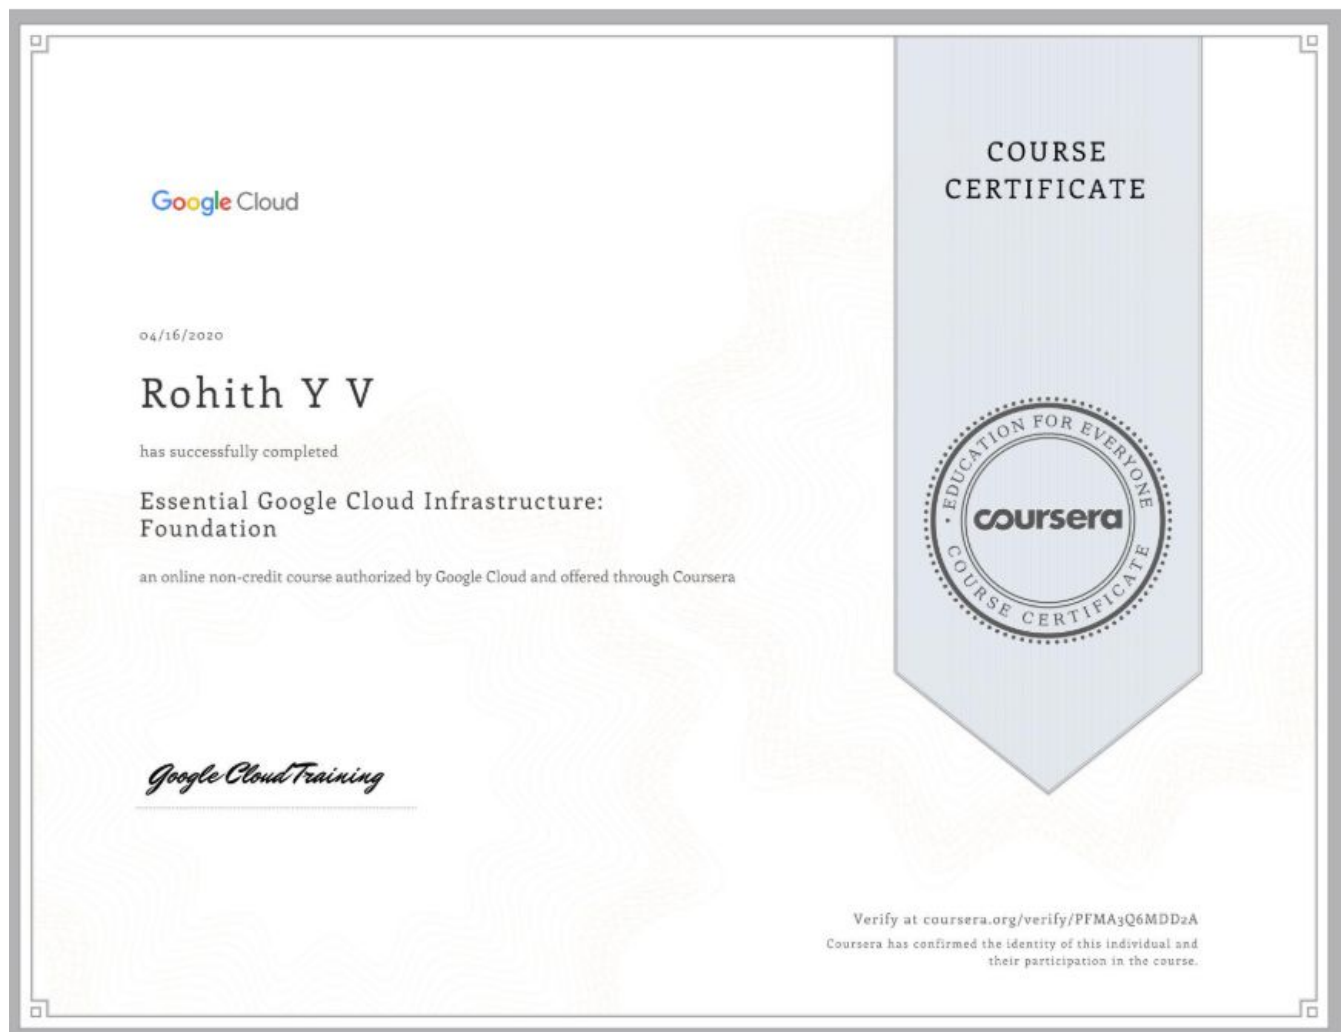 Google Cloud
04/16/2020
Rohith Y V
has successfully completed
Essential Google Cloud Infrastructure:
Foundation
an online non-credit course authorized by Google Cloud and offered through Coursera
Google Cloud Training
COURSE
CERTIFICATE
• EDUCATION FOR EVERYONE
coursera
COURSE CERTIFICATE
Verify at coursera.org/verify/PFMA3Q6MDD2A
Coursera has confirmed the identity of this individual and
their participation in the course.